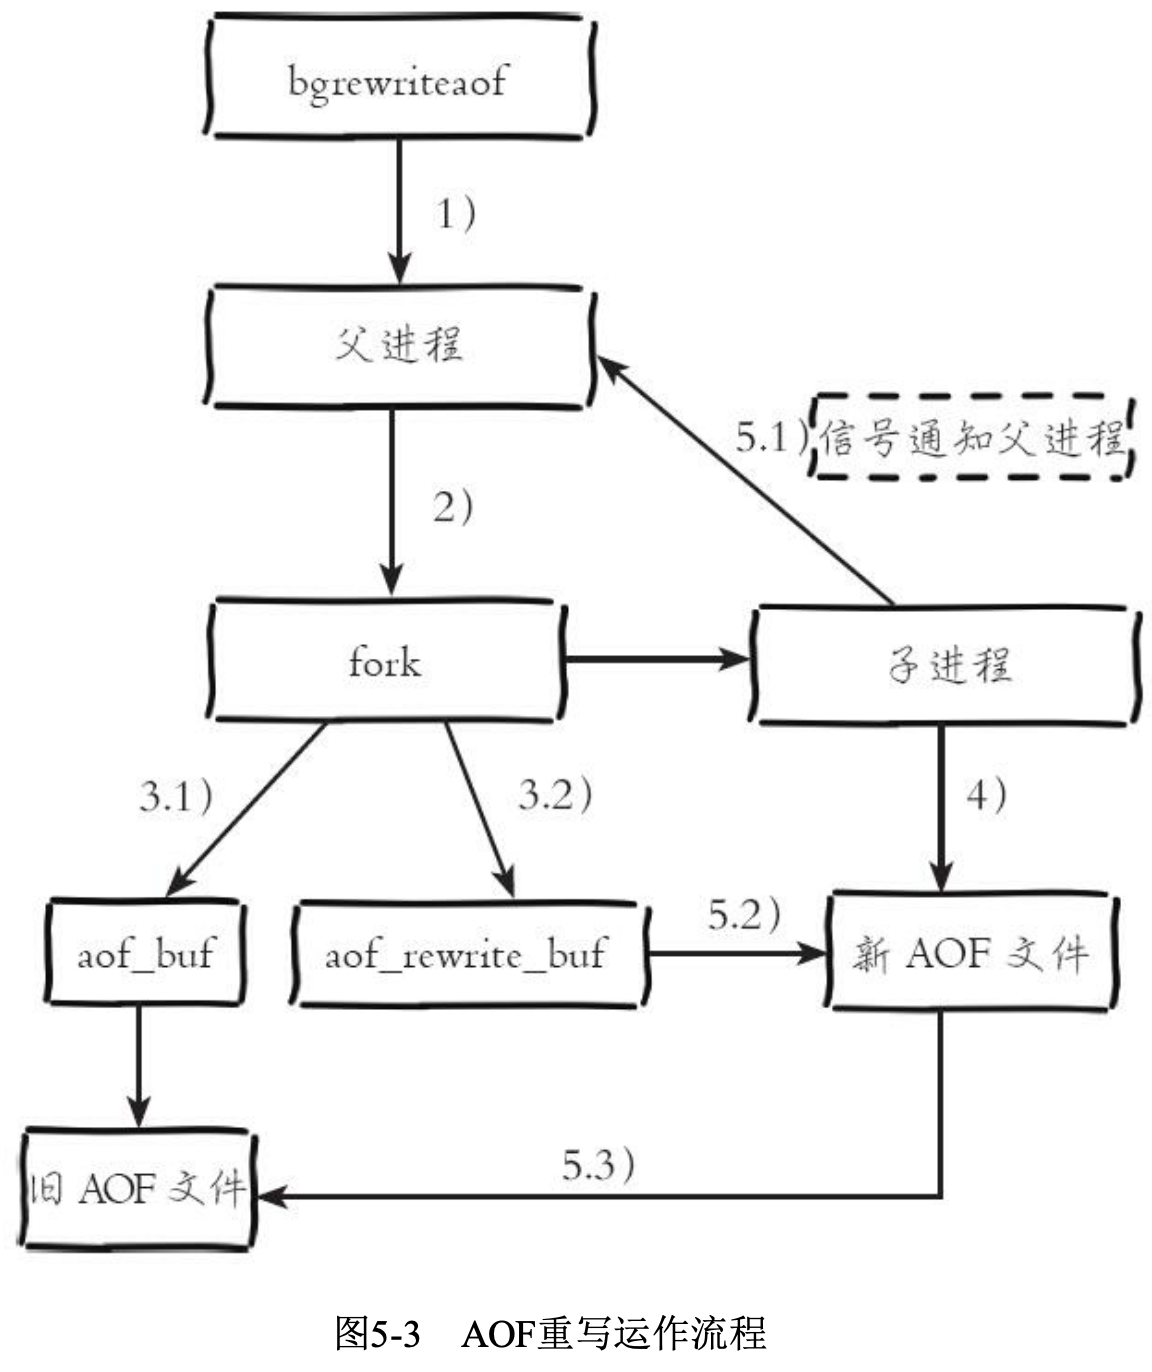 bgrewriteaof
1)
父进程
5.1) 信号通知父进程
2)
fork
子进程
3.1)
3.2)
4)
aof_buf
aof_rewrite_buf
5.2)
新 AOF 文件
旧 AOF 文件
5.3)
图5-3 AOF重写运作流程